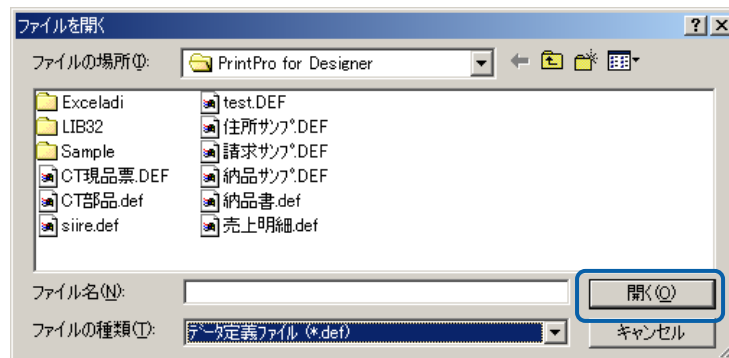 ファイルを開く
ファイルの場所(I): PrintPro for Designer
Exceladi
LIB32
Sample
CT現品票.DEF
CT部品.def
siire.def
test.DEF
住所サンプ.DEF
請求サンプ.DEF
納品サンプ.DEF
納品書.def
売上明細.def
ファイル名(N):
開く(O)
ファイルの種類(T): データ定義ファイル (*.def)
キャンセル